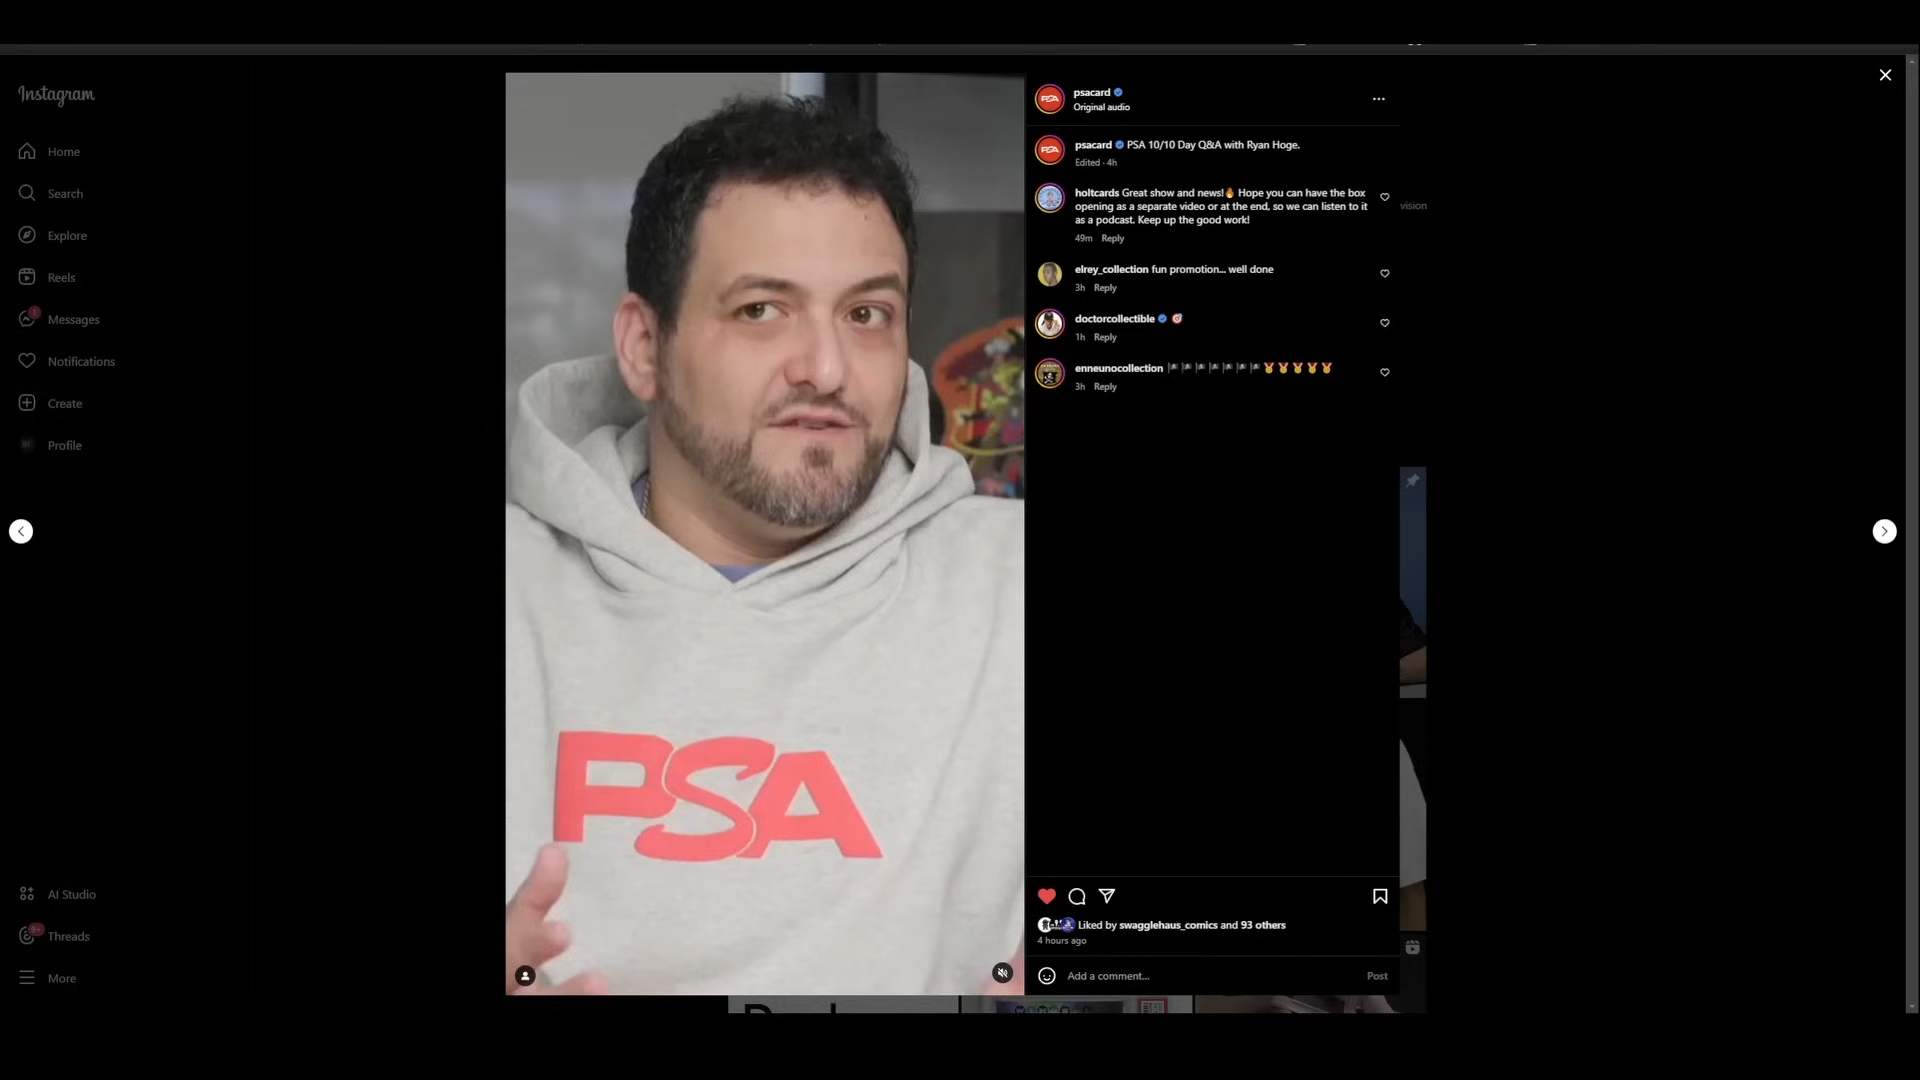 Instagram
Home
Search
Explore
Reels
1
Messages
Notifications
Create
Profile
AI Studio
9+
Threads
More
PSA
PSA
psacard
Original audio
PSA
psacard PSA 10/10 Day Q&A with Ryan Hoge.
Edited · 4h
holtcards Great show and news!🔥 Hope you can have the box
opening as a separate video or at the end, so we can listen to it
as a podcast. Keep up the good work!
49m Reply
elrey_collection fun promotion... well done
3h Reply
doctorcollectible 🎯
1h Reply
enneunocollection 🏴‍☠️🏴‍☠️🏴‍☠️🏴‍☠️🏴‍☠️🏴‍☠️🏴‍☠️🥇🥇🥇🥇🥇
3h Reply
vision
Liked by swagglehaus_comics and 93 others
4 hours ago
Add a comment...
Post